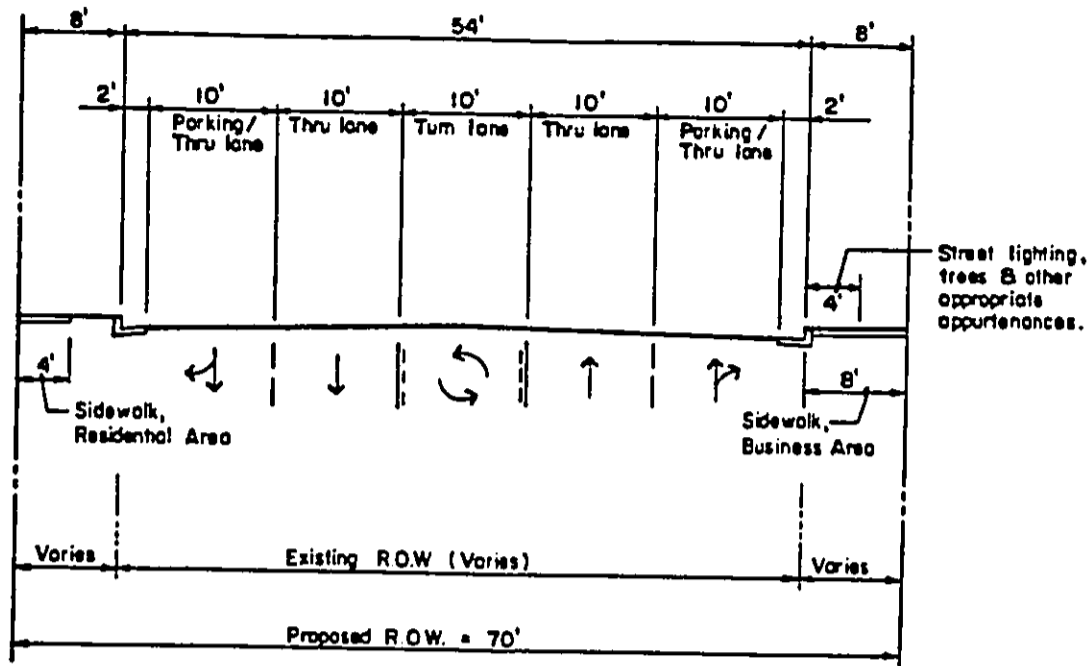 8'
54'
8'
2'
10'
10'
10'
10'
10'
2'
Parking/
Thru lane
Thru lane
Turn lane
Thru lane
Parking/
Thru lane
Street lighting,
trees & other
appropriate
appurtenances.
4'
4'
Sidewalk,
Residential Area
8'
Sidewalk,
Business Area
Varies
Existing R.O.W (Varies)
Varies
Proposed R.O.W. = 70'